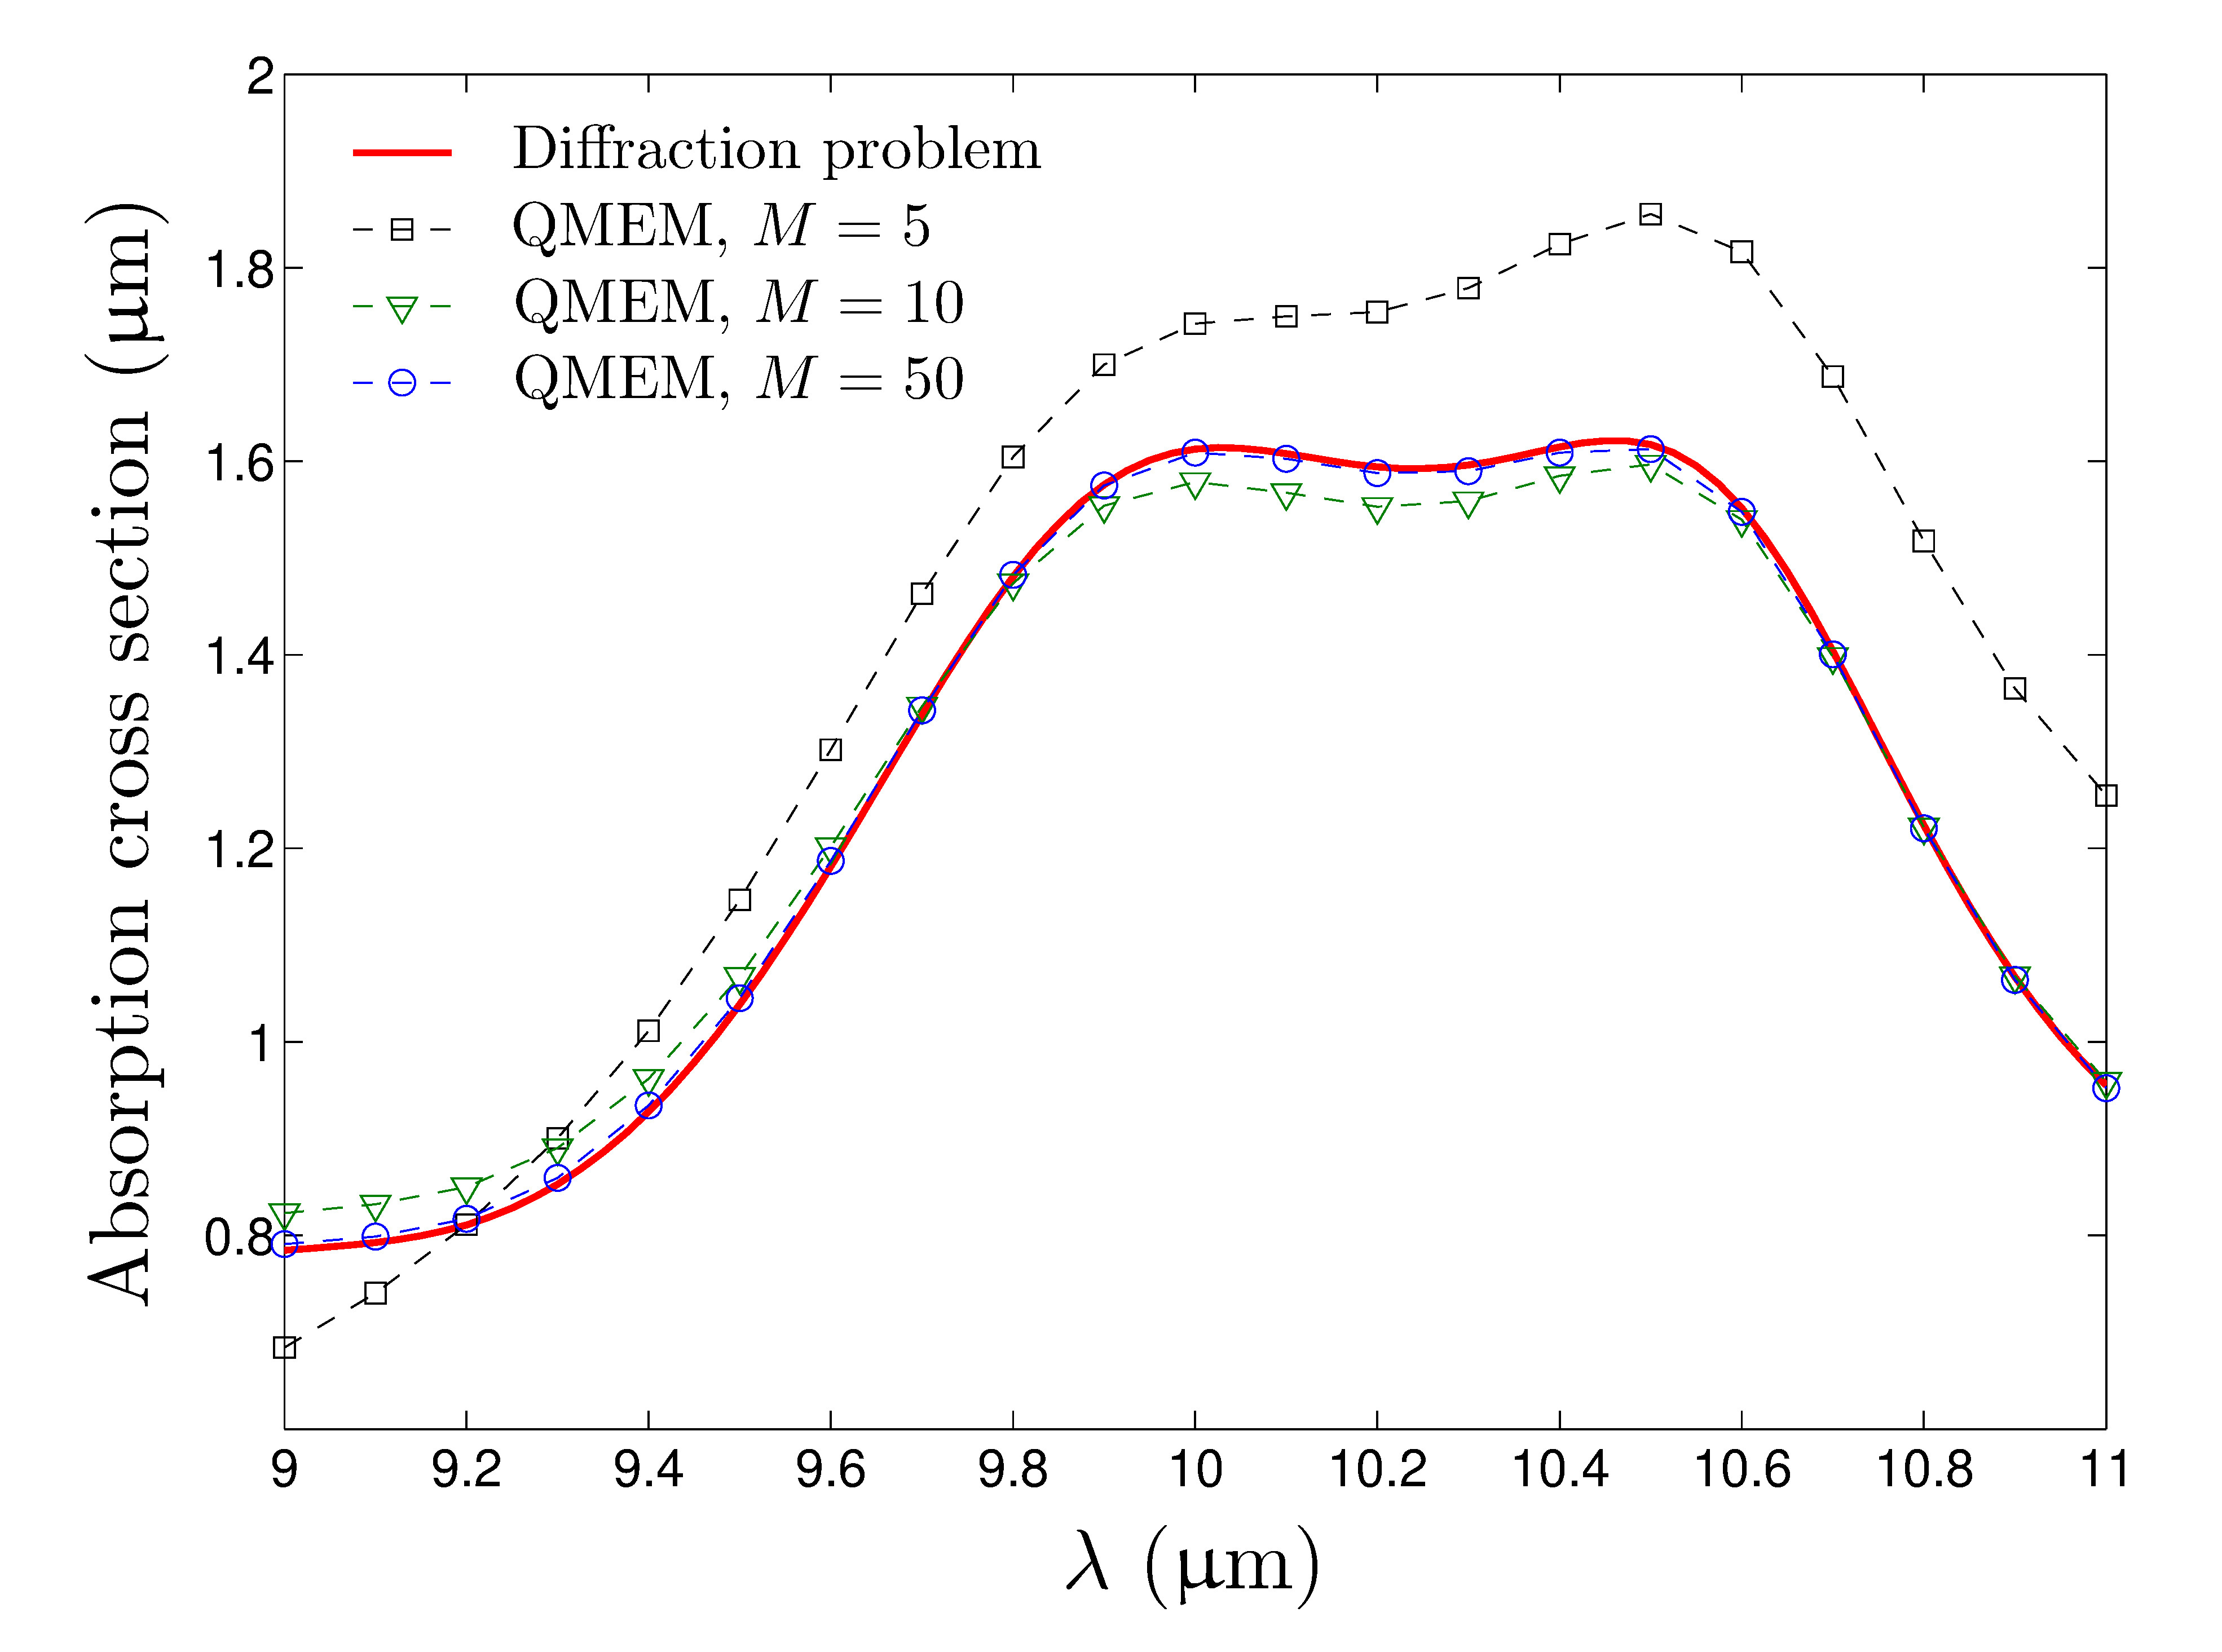 2
1.8
1.6
1.4
1.2
1
0.8
Absorption cross section (μm)
Diffraction problem
QMEM, M = 5
QMEM, M = 10
QMEM, M = 50
9 9.2 9.4 9.6 9.8 10 10.2 10.4 10.6 10.8 11
λ (μm)